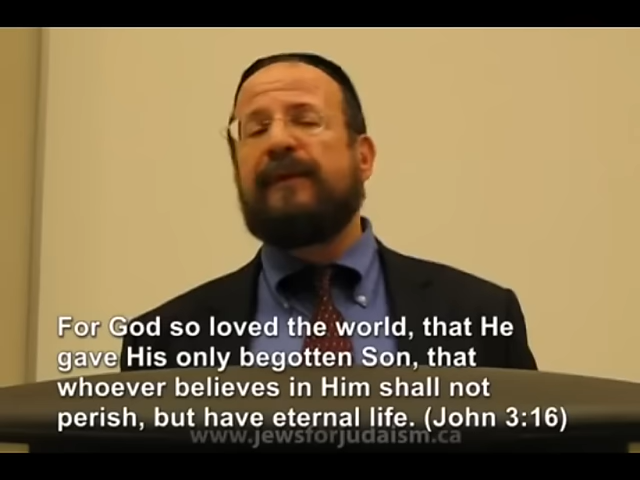 For God so loved the world, that He
gave His only begotten Son, that
whoever believes in Him shall not
perish, but have eternal life. (John 3:16)
www.jewsforjudaism.ca